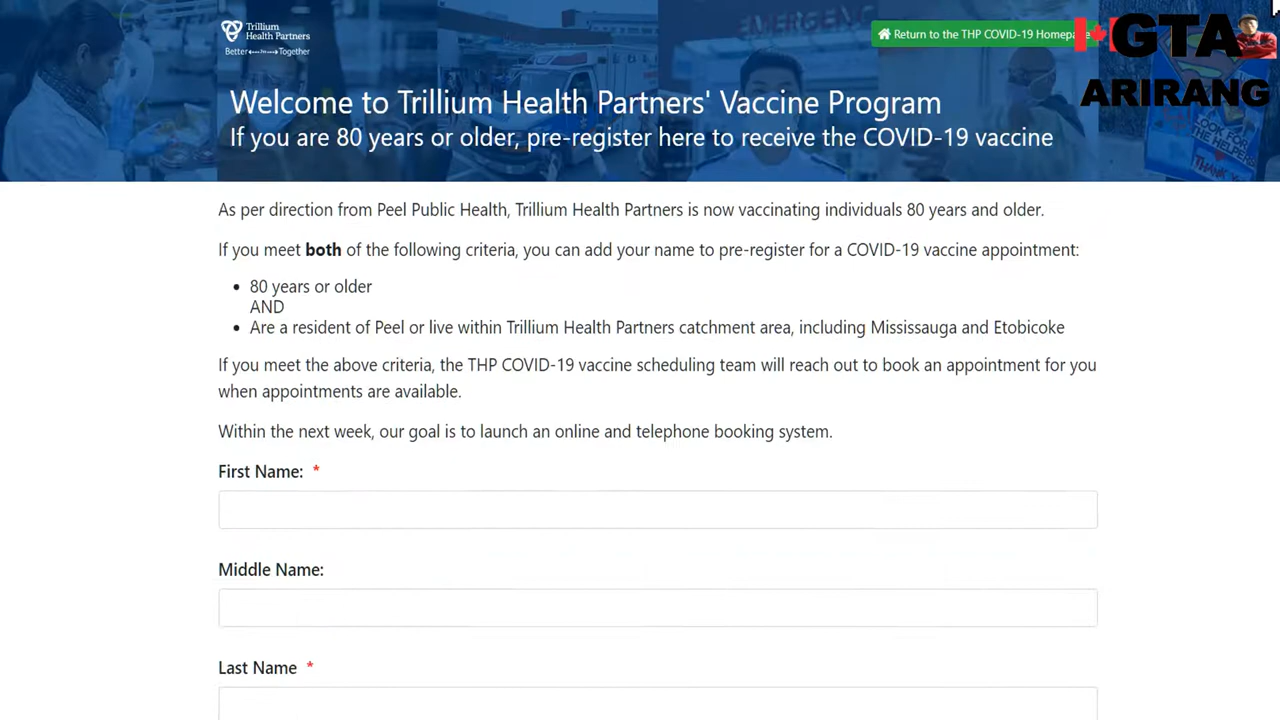 Trillium
Health Partners
Better Together
EMERGENCY
Return to the THP COVID-19 Homepage
GTA
ARIRANG
Welcome to Trillium Health Partners' Vaccine Program
If you are 80 years or older, pre-register here to receive the COVID-19 vaccine
LOOK FOR
THE HELPERS
THANK
As per direction from Peel Public Health, Trillium Health Partners is now vaccinating individuals 80 years and older.
If you meet both of the following criteria, you can add your name to pre-register for a COVID-19 vaccine appointment:
• 80 years or older
AND
• Are a resident of Peel or live within Trillium Health Partners catchment area, including Mississauga and Etobicoke
If you meet the above criteria, the THP COVID-19 vaccine scheduling team will reach out to book an appointment for you
when appointments are available.
Within the next week, our goal is to launch an online and telephone booking system.
First Name: *
Middle Name:
Last Name *